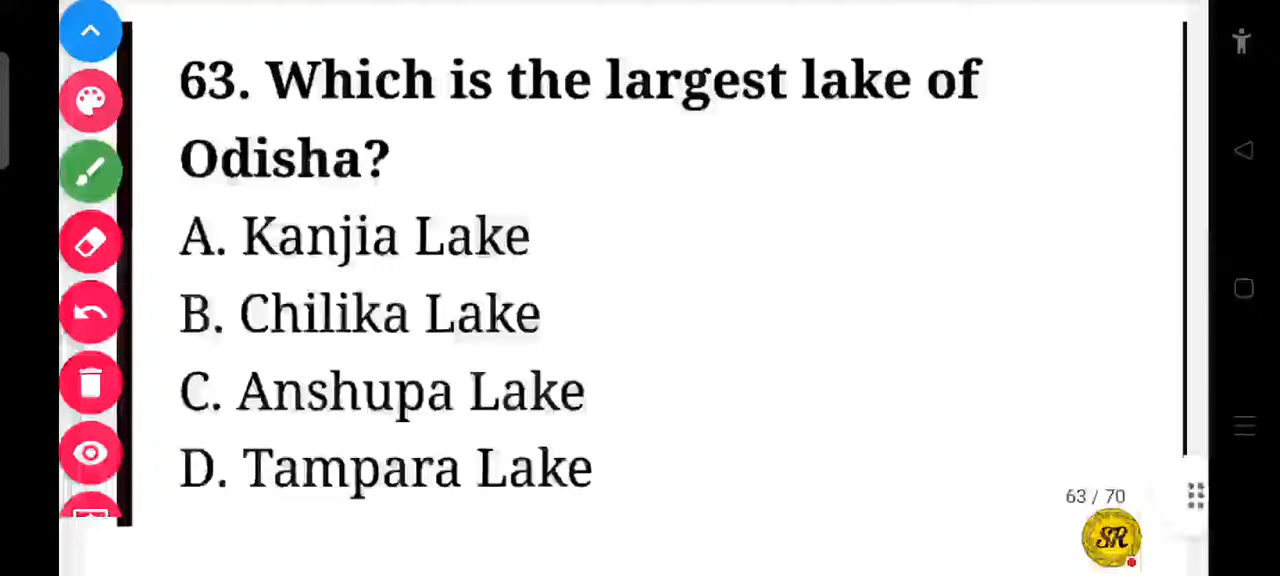 63. Which is the largest lake of
Odisha?
A. Kanjia Lake
B. Chilika Lake
C. Anshupa Lake
D. Tampara Lake
63 / 70
SR